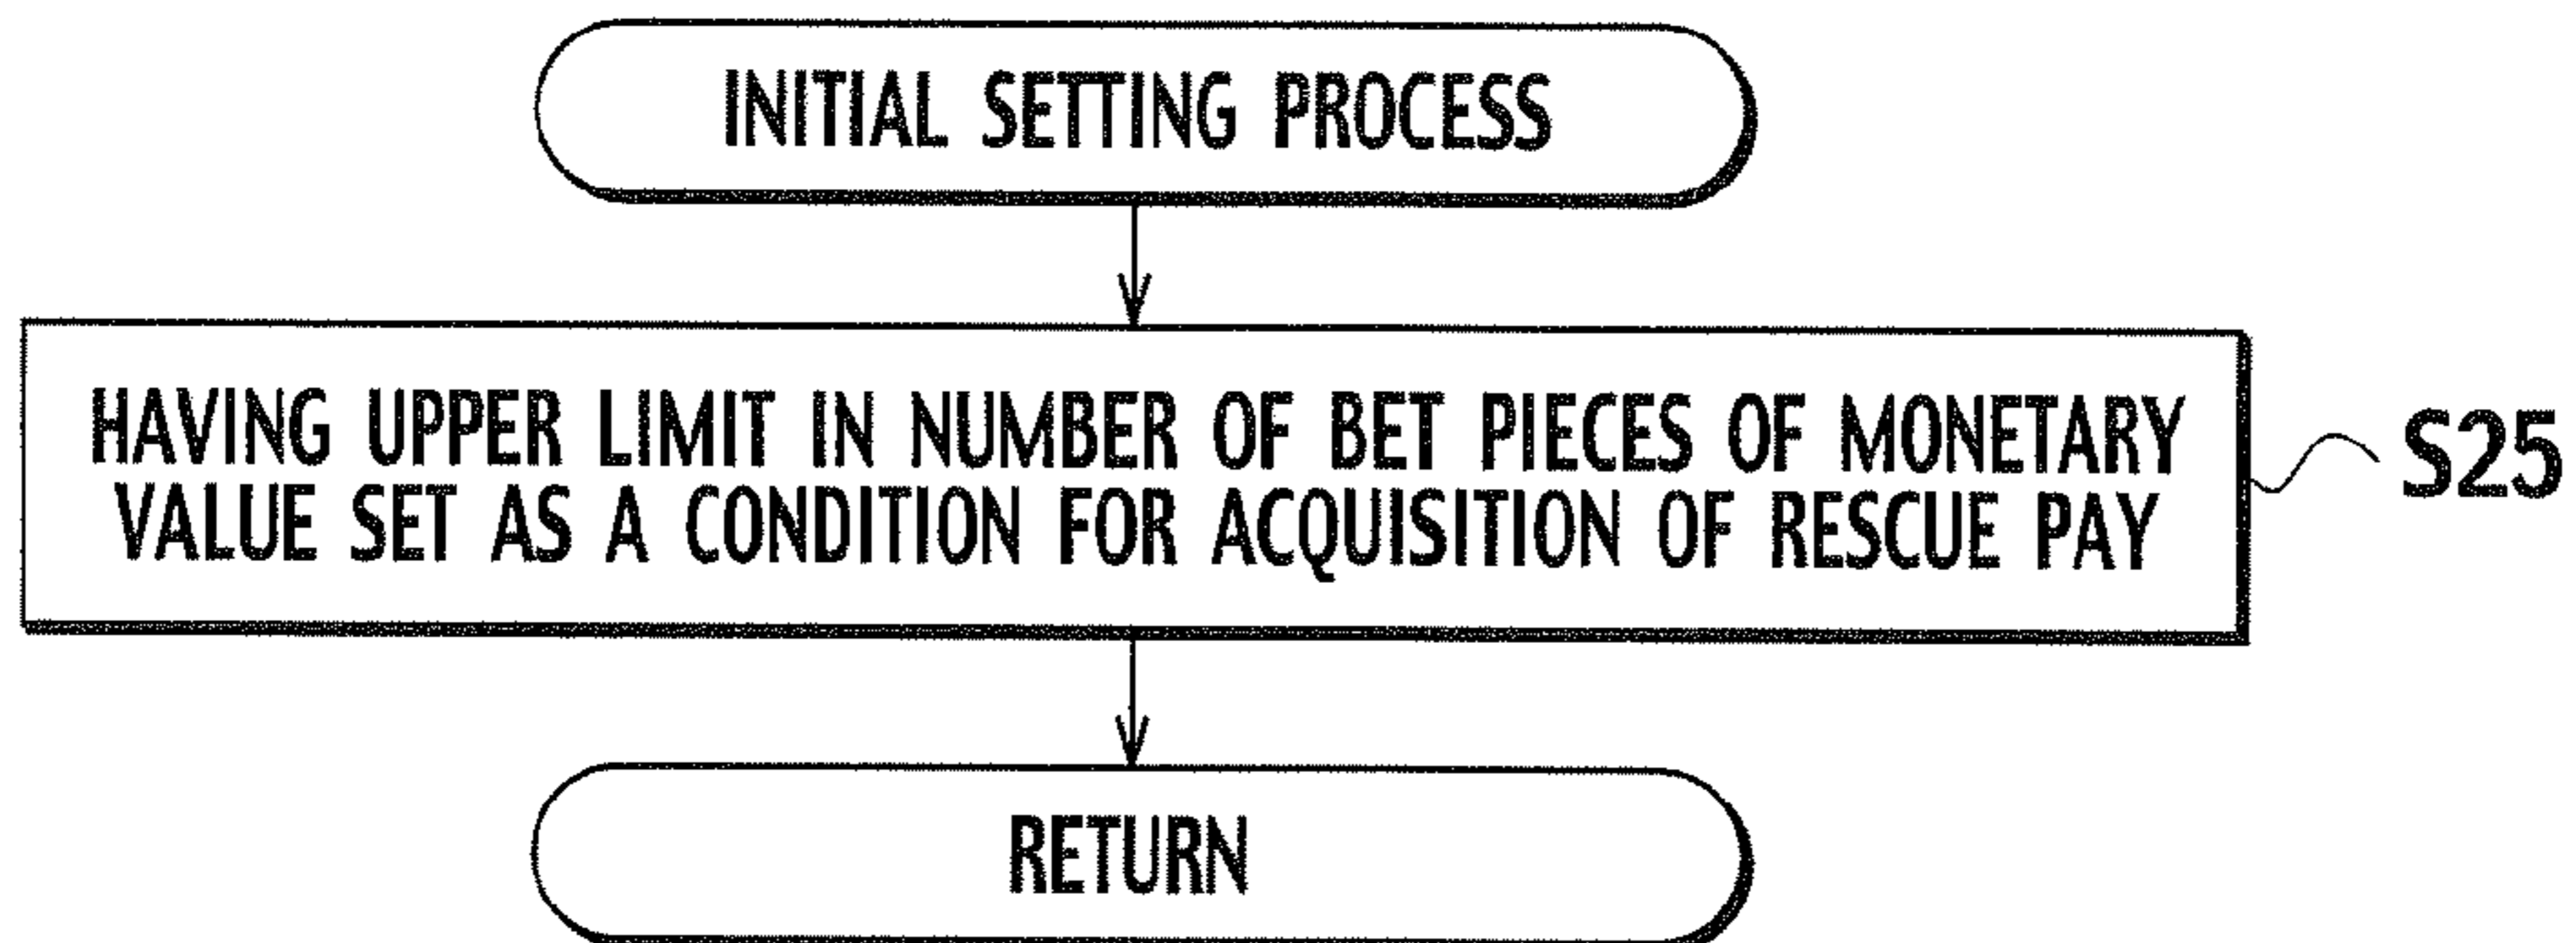 INITIAL SETTING PROCESS
HAVING UPPER LIMIT IN NUMBER OF BET PIECES OF MONETARY
VALUE SET AS A CONDITION FOR ACQUISITION OF RESCUE PAY
S25
RETURN